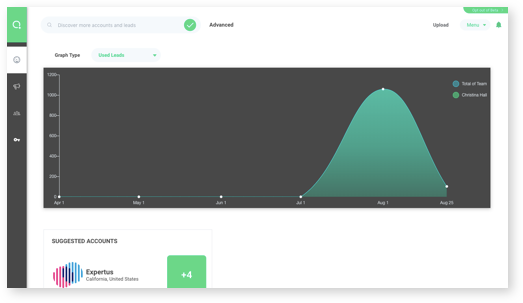 Discover more accounts and leads
Advanced
Upload
Menu
Graph Type
Used Leads
1200
1000
800
600
400
200
0
Apr 1
May 1
Jun 1
Jul 1
Aug 1
Aug 25
Total of Team
Christina Hall
SUGGESTED ACCOUNTS
Expertus
California, United States
+4